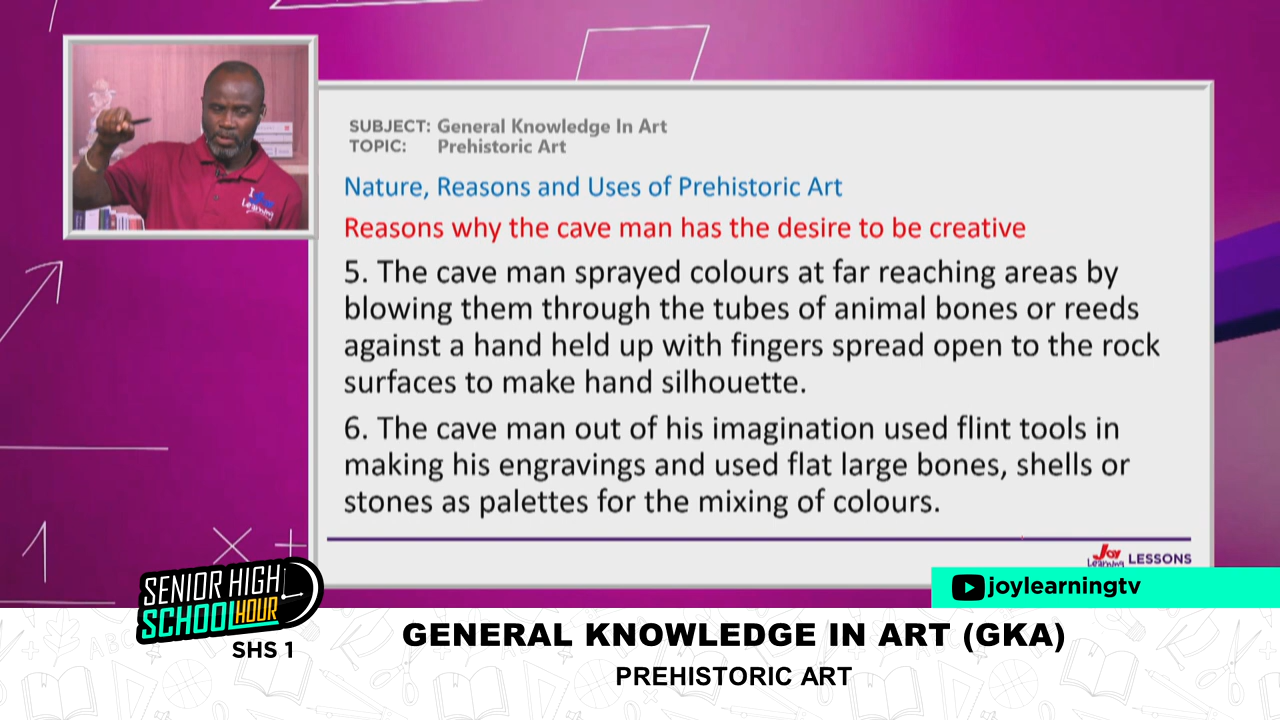 SUBJECT: General Knowledge In Art
TOPIC: Prehistoric Art
Nature, Reasons and Uses of Prehistoric Art
Reasons why the cave man has the desire to be creative
5. The cave man sprayed colours at far reaching areas by
blowing them through the tubes of animal bones or reeds
against a hand held up with fingers spread open to the rock
surfaces to make hand silhouette.
6. The cave man out of his imagination used flint tools in
making his engravings and used flat large bones, shells or
stones as palettes for the mixing of colours.
Joy
Learning
LESSONS
joylearningtv
SENIOR HIGH
SCHOOL HOUR
SHS 1
GENERAL KNOWLEDGE IN ART (GKA)
PREHISTORIC ART
I
Joy
Learning
1